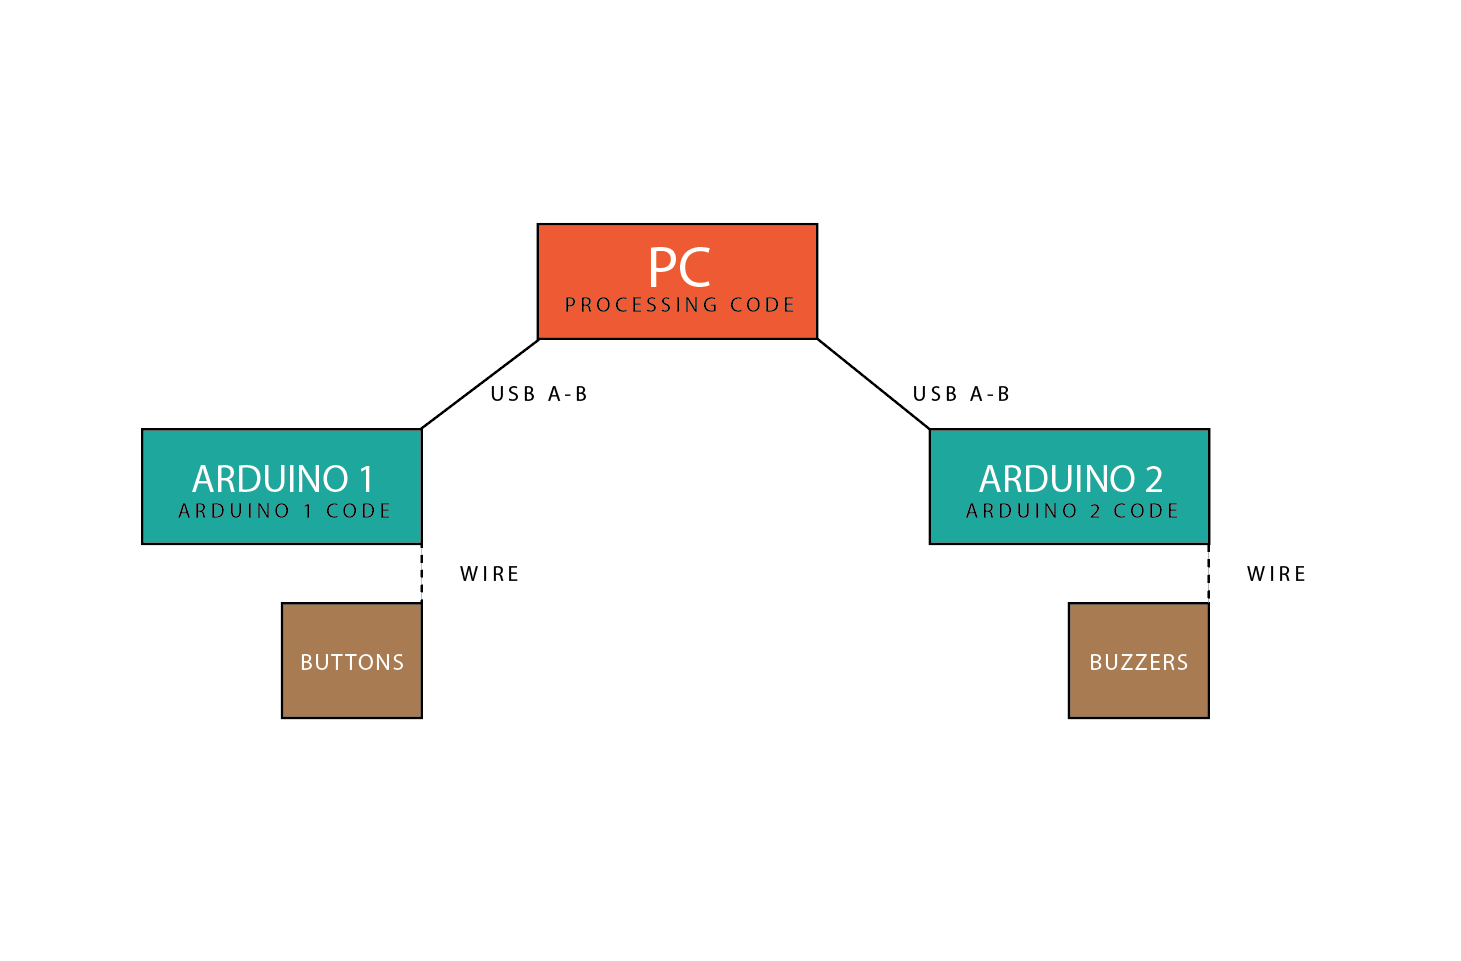 PC
PROCESSING CODE
USB A-B
USB A-B
ARDUINO 1
ARDUINO 1 CODE
ARDUINO 2
ARDUINO 2 CODE
WIRE
WIRE
BUTTONS
BUZZERS